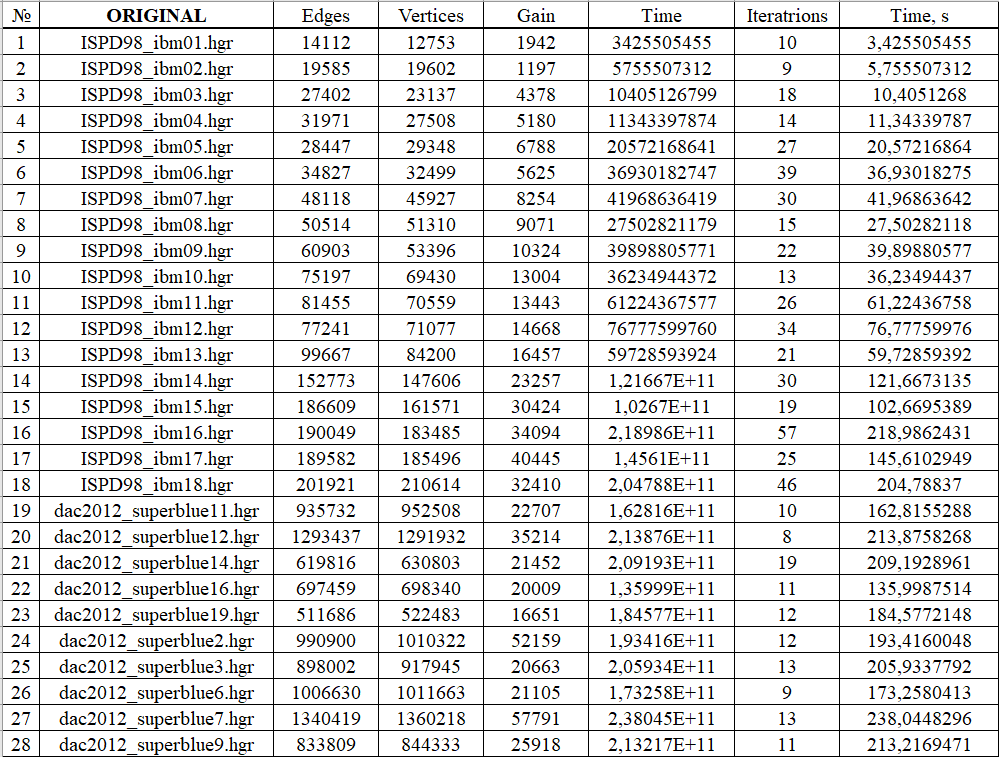 № ORIGINAL Edges Vertices Gain Time Iteratrions Time, s
1 ISPD98_ibm01.hgr 14112 12753 1942 3425505455 10 3,425505455
2 ISPD98_ibm02.hgr 19585 19602 1197 5755507312 9 5,755507312
3 ISPD98_ibm03.hgr 27402 23137 4378 10405126799 18 10,4051268
4 ISPD98_ibm04.hgr 31971 27508 5180 11343397874 14 11,34339787
5 ISPD98_ibm05.hgr 28447 29348 6788 20572168641 27 20,57216864
6 ISPD98_ibm06.hgr 34827 32499 5625 36930182747 39 36,93018275
7 ISPD98_ibm07.hgr 48118 45927 8254 41968636419 30 41,96863642
8 ISPD98_ibm08.hgr 50514 51310 9071 27502821179 15 27,50282118
9 ISPD98_ibm09.hgr 60903 53396 10324 39898805771 22 39,89880577
10 ISPD98_ibm10.hgr 75197 69430 13004 36234944372 13 36,23494437
11 ISPD98_ibm11.hgr 81455 70559 13443 61224367577 26 61,22436758
12 ISPD98_ibm12.hgr 77241 71077 14668 76777599760 34 76,77759976
13 ISPD98_ibm13.hgr 99667 84200 16457 59728593924 21 59,72859392
14 ISPD98_ibm14.hgr 152773 147606 23257 1,21667E+11 30 121,6673135
15 ISPD98_ibm15.hgr 186609 161571 30424 1,0267E+11 19 102,6695389
16 ISPD98_ibm16.hgr 190049 183485 34094 2,18986E+11 57 218,9862431
17 ISPD98_ibm17.hgr 189582 185496 40445 1,4561E+11 25 145,6102949
18 ISPD98_ibm18.hgr 201921 210614 32410 2,04788E+11 46 204,78837
19 dac2012_superblue11.hgr 935732 952508 22707 1,62816E+11 10 162,8155288
20 dac2012_superblue12.hgr 1293437 1291932 35214 2,13876E+11 8 213,8758268
21 dac2012_superblue14.hgr 619816 630803 21452 2,09193E+11 19 209,1928961
22 dac2012_superblue16.hgr 697459 698340 20009 1,35999E+11 11 135,9987514
23 dac2012_superblue19.hgr 511686 522483 16651 1,84577E+11 12 184,5772148
24 dac2012_superblue2.hgr 990900 1010322 52159 1,93416E+11 12 193,4160048
25 dac2012_superblue3.hgr 898002 917945 20663 2,05934E+11 13 205,9337792
26 dac2012_superblue6.hgr 1006630 1011663 21105 1,73258E+11 9 173,2580413
27 dac2012_superblue7.hgr 1340419 1360218 57791 2,38045E+11 13 238,0448296
28 dac2012_superblue9.hgr 833809 844333 25918 2,13217E+11 11 213,2169471